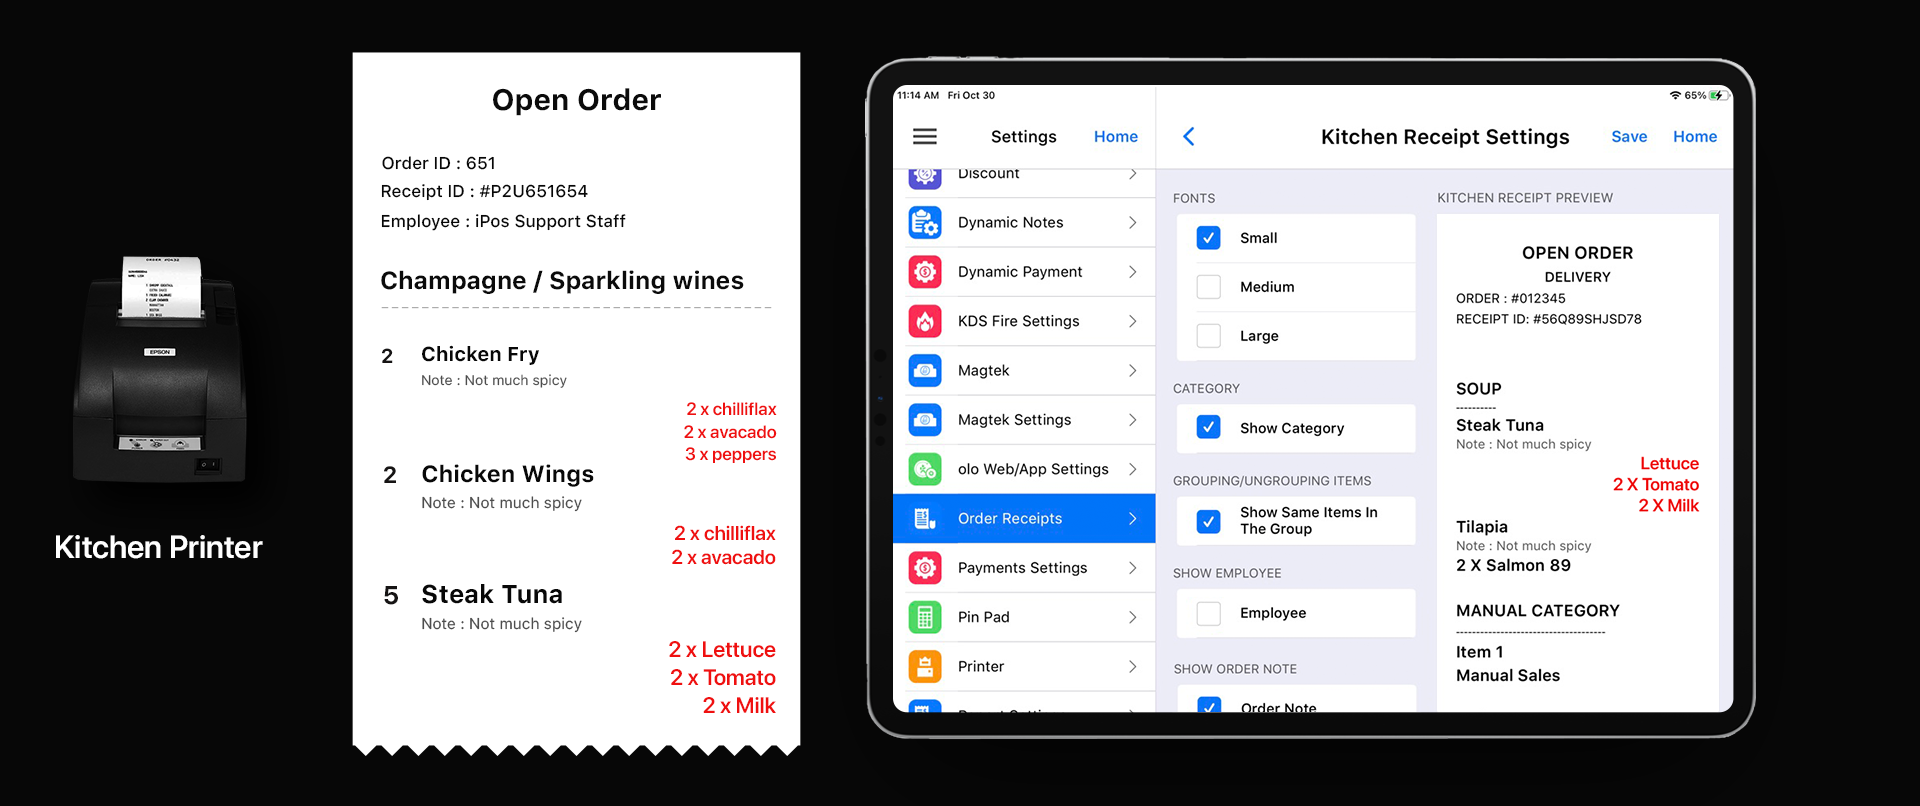 EPSON
Kitchen Printer
Open Order
Order ID : 651
Receipt ID : #P2U651654
Employee : iPos Support Staff
Champagne / Sparkling wines
2 Chicken Fry
Note : Not much spicy
2 x chilliflax
2 x avacado
3 x peppers
2 Chicken Wings
Note : Not much spicy
2 x chilliflax
2 x avacado
5 Steak Tuna
Note : Not much spicy
2 x Lettuce
2 x Tomato
2 x Milk
11:14 AM Fri Oct 30
65%
Settings Home
Discount
Dynamic Notes
Dynamic Payment
KDS Fire Settings
Magtek
Magtek Settings
olo Web/App Settings
Order Receipts
Payments Settings
Pin Pad
Printer
Kitchen Receipt Settings Save Home
FONTS
Small
Medium
Large
CATEGORY
Show Category
GROUPING/UNGROUPING ITEMS
Show Same Items In
The Group
SHOW EMPLOYEE
Employee
SHOW ORDER NOTE
Order Note
KITCHEN RECEIPT PREVIEW
OPEN ORDER
DELIVERY
ORDER : #012345
RECEIPT ID: #56Q89SHJSD78
SOUP
----------
Steak Tuna
Note : Not much spicy
Lettuce
2 X Tomato
2 X Milk
Tilapia
Note : Not much spicy
2 X Salmon 89
MANUAL CATEGORY
-------------------------------------
Item 1
Manual Sales